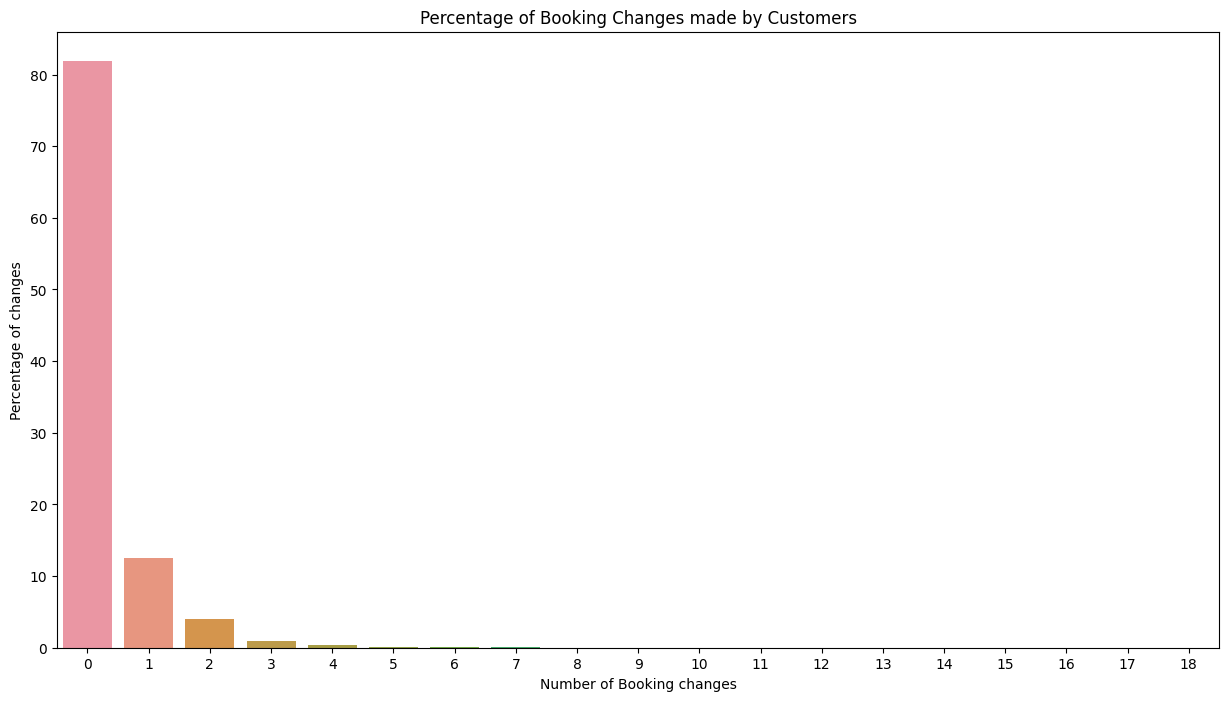 Percentage of Booking Changes made by Customers
Percentage of changes
80
70
60
50
40
30
20
10
0
0 1 2 3 4 5 6 7 8 9 10 11 12 13 14 15 16 17 18
Number of Booking changes